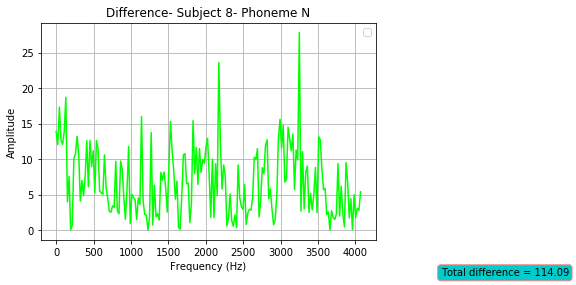 Difference- Subject 8- Phoneme N
Amplitude
25
20
15
10
5
0
0 500 1000 1500 2000 2500 3000 3500 4000
Frequency (Hz)
Total difference = 114.09